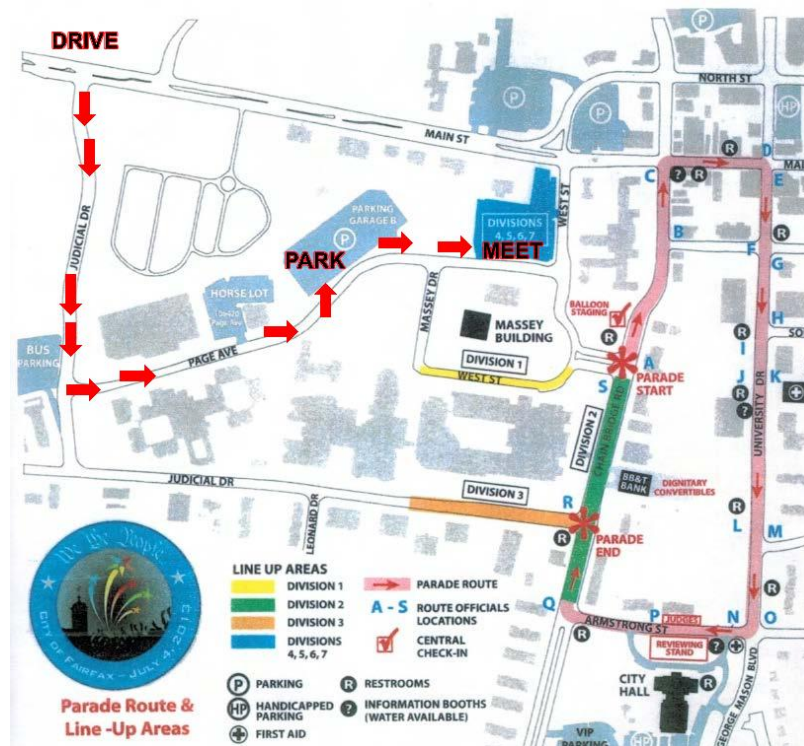 DRIVE
P
NORTH ST
P
P
HP
MAIN ST
MAI
D
E
C
?
R
WEST ST
PARKING
GARAGE B
P
DIVISIONS
4, 5, 6, 7
MEET
PARK
JUDICIAL DR
B
F
R
G
HORSE LOT
MASSEY DR
BALLOON
STAGING
R
MASSEY
BUILDING
H
R
SO
I
BUS
PARKING
PAGE AVE
DIVISION 1
WEST ST
S
A
PARADE
START
J
K
R
?
UNIVERSITY DR
DIVISION 2
CHAIN BRIDGE RD
JUDICIAL DR
LEONARD DR
DIVISION 3
BB&T
BANK
DIGNITARY
CONVERTIBLES
R
R
PARADE
END
R
L
M
We the People
CITY OF FAIRFAX – JULY 4, 2013
Parade Route &
Line -Up Areas
LINE UP AREAS
DIVISION 1
DIVISION 2
DIVISION 3
DIVISIONS
4, 5, 6, 7
PARADE ROUTE
A - S ROUTE OFFICIALS
LOCATIONS
CENTRAL
CHECK-IN
P PARKING
HP HANDICAPPED
PARKING
FIRST AID
R RESTROOMS
? INFORMATION BOOTHS
(WATER AVAILABLE)
Q
R
ARMSTRONG ST
P
JUDGES
N
O
R
REVIEWING
STAND
?
CITY
HALL
R
GEORGE MASON BLVD
VIP
PARKING
HP